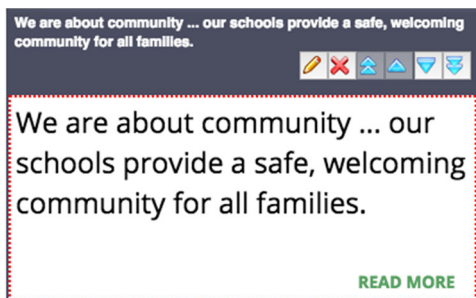 We are about community ... our schools provide a safe, welcoming
community for all families.
We are about community ... our
schools provide a safe, welcoming
community for all families.
READ MORE